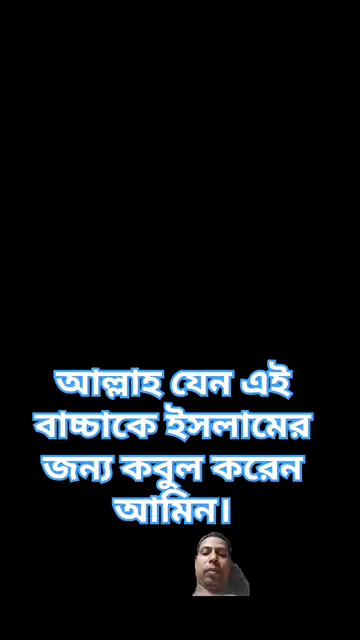 আল্লাহ যেন এই
বাচ্চাকে ইসলামের
জন্য কবুল করেন
আমিন।